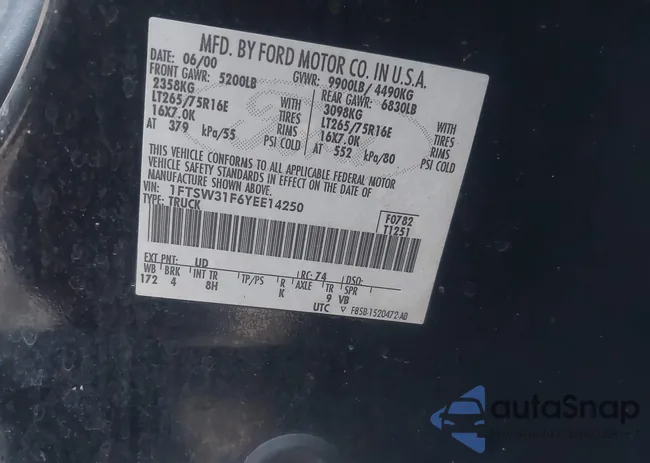 MFD. BY FORD MOTOR CO. IN U.S.A.
DATE: 06/00 GVWR: 9900LB/ 4490KG
FRONT GAWR: 5200LB REAR GAWR: 6830LB
2358KG WITH 3098KG WITH
LT265/75R16E TIRES LT265/75R16E TIRES
16X7.0K RIMS 16X7.0K RIMS
AT 379 kPa/55 PSI COLD AT 552 kPa/80 PSI COLD
THIS VEHICLE CONFORMS TO ALL APPLICABLE FEDERAL MOTOR
VEHICLE SAFETY STANDARDS IN EFFECT ON THE DATE OF
MANUFACTURE SHOWN ABOVE.
VIN: 1FTSW31F6YEE14250
TYPE: TRUCK
F0782
T1251
EXT PNT: UD RC: 74 DSO:
WB BRK INT TR TP/PS R AXLE TR SPR
172 4 8H K 9 VB
UTC F85B-1520472-AD
autoSnap